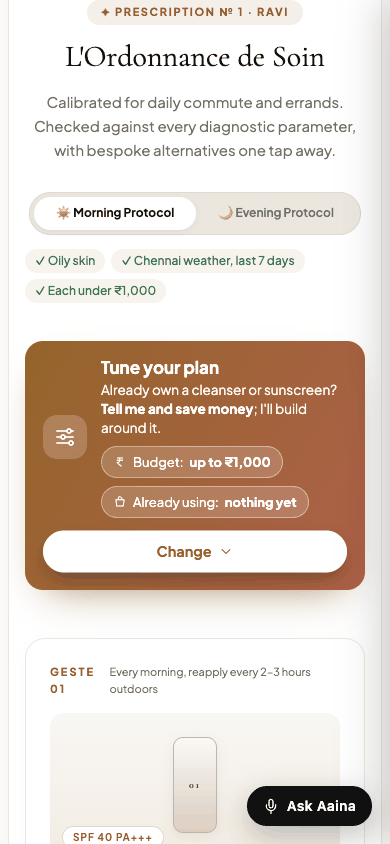 ✦ PRESCRIPTION Nº 1 · RAVI
L'Ordonnance de Soin
Calibrated for daily commute and errands.
Checked against every diagnostic parameter,
with bespoke alternatives one tap away.
Morning Protocol
Evening Protocol
✓ Oily skin
✓ Chennai weather, last 7 days
✓ Each under ₹1,000
Tune your plan
Already own a cleanser or sunscreen?
Tell me and save money; I'll build
around it.
₹ Budget: up to ₹1,000
Already using: nothing yet
Change
GESTE
01
Every morning, reapply every 2–3 hours
outdoors
01
SPF 40 PA+++
Ask Aaina